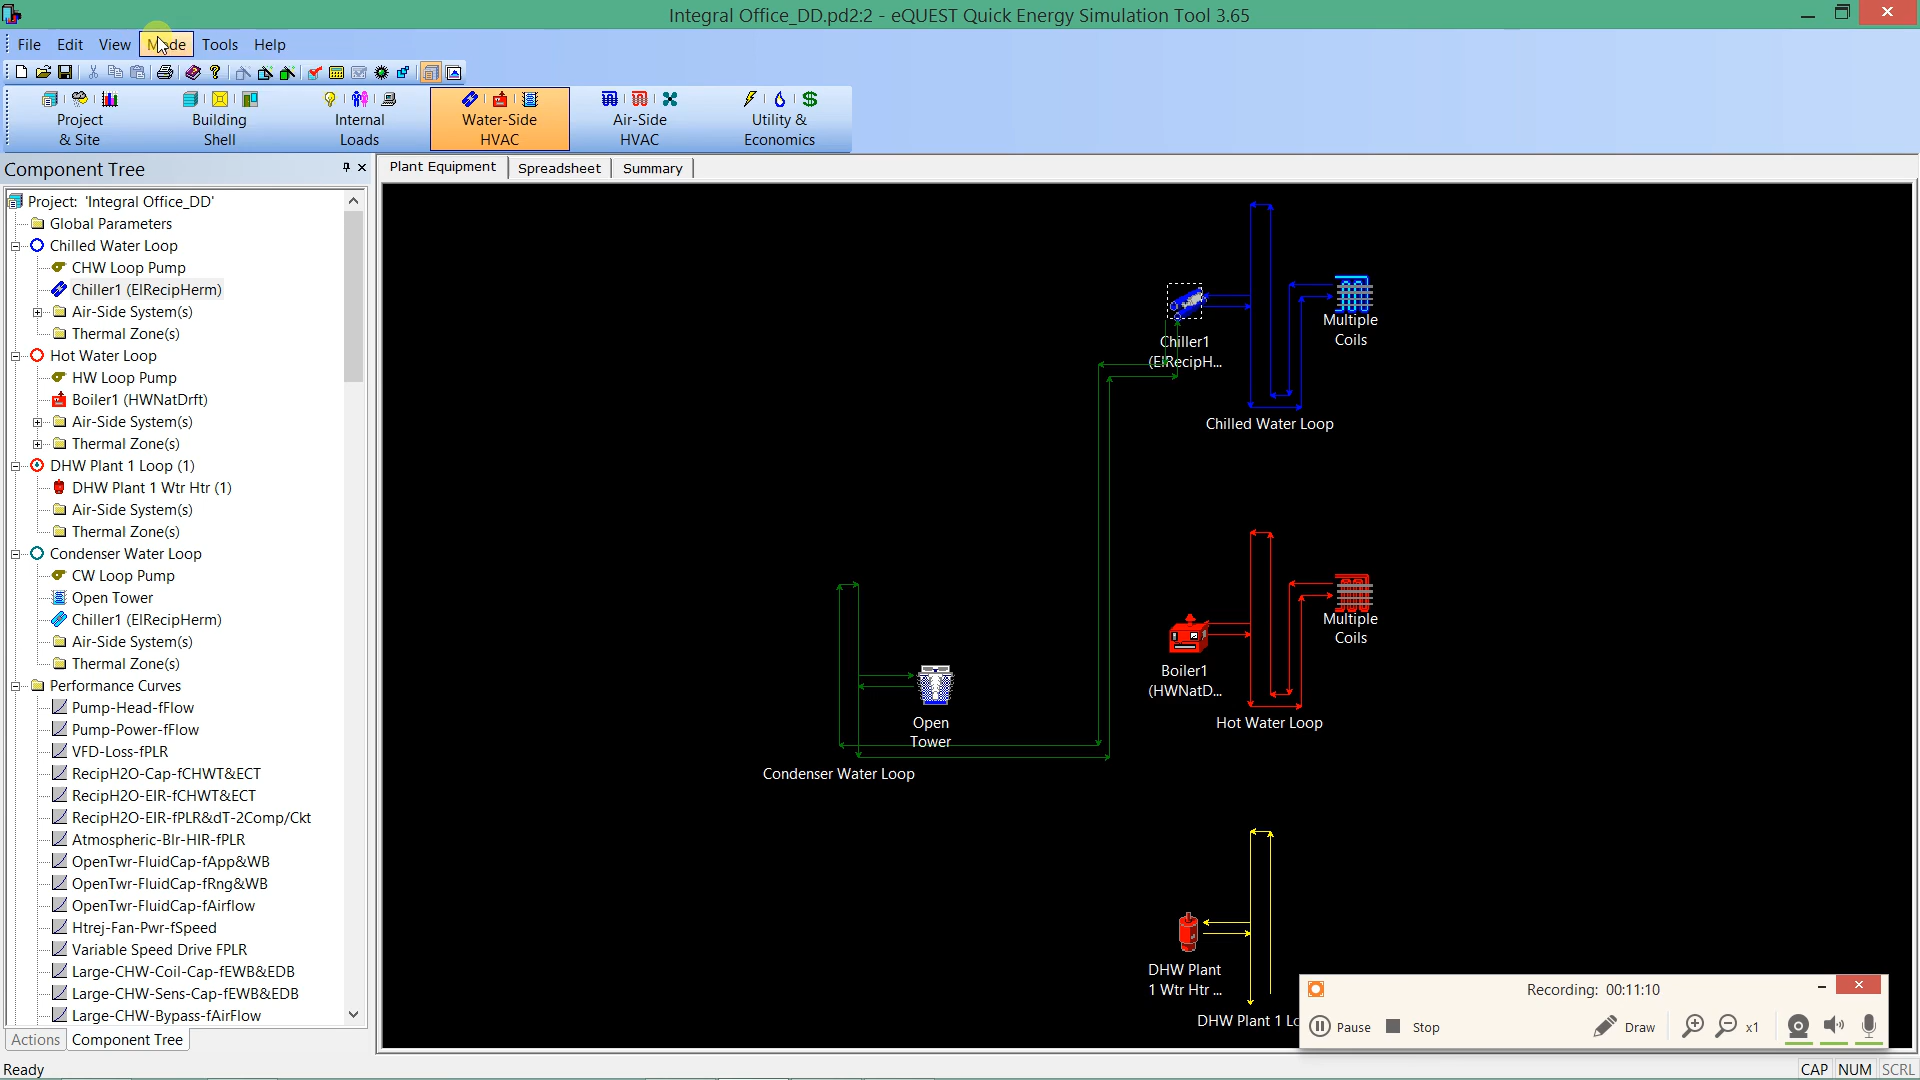 Integral Office_DD.pd2:2 - eQUEST Quick Energy Simulation Tool 3.65
File Edit View Mode Tools Help
Project & Site
Building Shell
Internal Loads
Water-Side HVAC
Air-Side HVAC
Utility & Economics
Component Tree
Plant Equipment Spreadsheet Summary
Project: 'Integral Office_DD'
Global Parameters
Chilled Water Loop
CHW Loop Pump
Chiller1 (ElRecipHerm)
Air-Side System(s)
Thermal Zone(s)
Hot Water Loop
HW Loop Pump
Boiler1 (HWNatDrft)
Air-Side System(s)
Thermal Zone(s)
DHW Plant 1 Loop (1)
DHW Plant 1 Wtr Htr (1)
Air-Side System(s)
Thermal Zone(s)
Condenser Water Loop
CW Loop Pump
Open Tower
Chiller1 (ElRecipHerm)
Air-Side System(s)
Thermal Zone(s)
Performance Curves
Pump-Head-fFlow
Pump-Power-fFlow
VFD-Loss-fPLR
RecipH2O-Cap-fCHWT&ECT
RecipH2O-EIR-fCHWT&ECT
RecipH2O-EIR-fPLR&dT-2Comp/Ckt
Atmospheric-Blr-HIR-fPLR
OpenTwr-FluidCap-fApp&WB
OpenTwr-FluidCap-fRng&WB
OpenTwr-FluidCap-fAirflow
Htrej-Fan-Pwr-fSpeed
Variable Speed Drive FPLR
Large-CHW-Coil-Cap-fEWB&EDB
Large-CHW-Sens-Cap-fEWB&EDB
Large-CHW-Bypass-fAirFlow
Actions Component Tree
Chiller1
(ElRecipH...
Multiple
Coils
Chilled Water Loop
Boiler1
(HWNatD...
Multiple
Coils
Hot Water Loop
Open
Tower
Condenser Water Loop
DHW Plant
1 Wtr Htr ...
DHW Plant 1 Lo
Recording: 00:11:10
Pause Stop Draw x1
Ready
CAP NUM SCRL